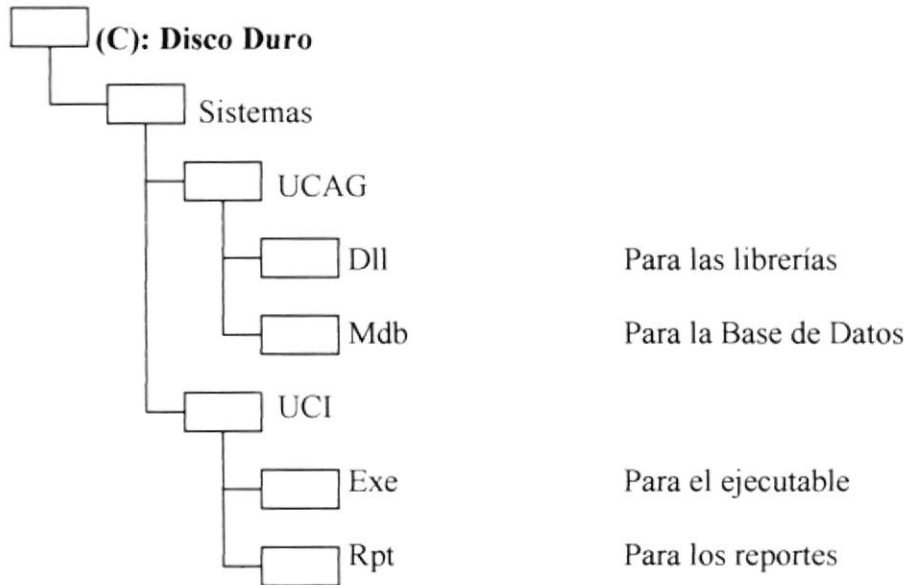 (C): Disco Duro
Sistemas
UCAG
Dll Para las librerías
Mdb Para la Base de Datos
UCI
Exe Para el ejecutable
Rpt Para los reportes